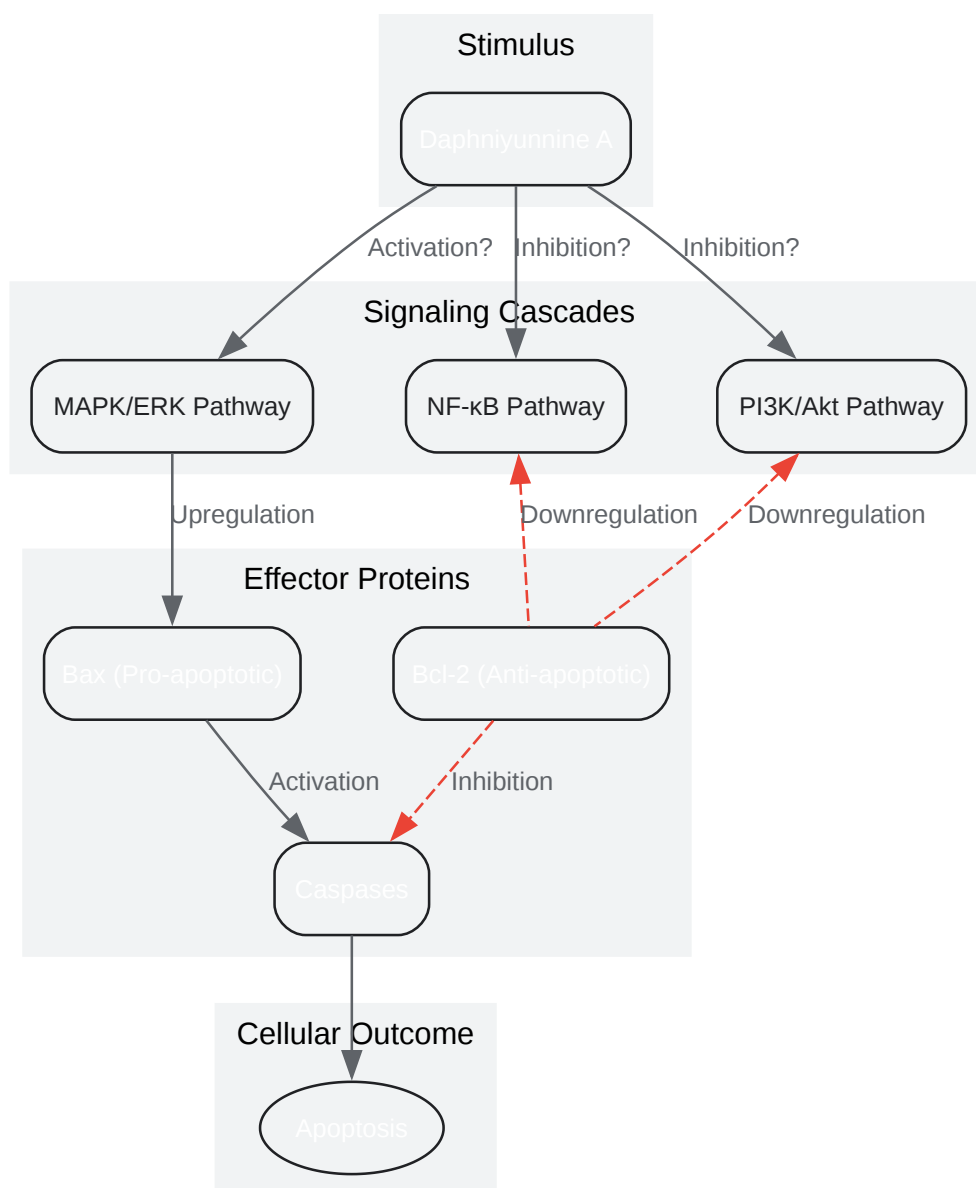 Stimulus
Daphniyunnine A
Activation?
Inhibition?
Inhibition?
Signaling Cascades
MAPK/ERK Pathway
NF-κB Pathway
PI3K/Akt Pathway
Upregulation
Downregulation
Downregulation
Effector Proteins
Bax (Pro-apoptotic)
Bcl-2 (Anti-apoptotic)
Activation
Inhibition
Caspases
Cellular Outcome
Apoptosis